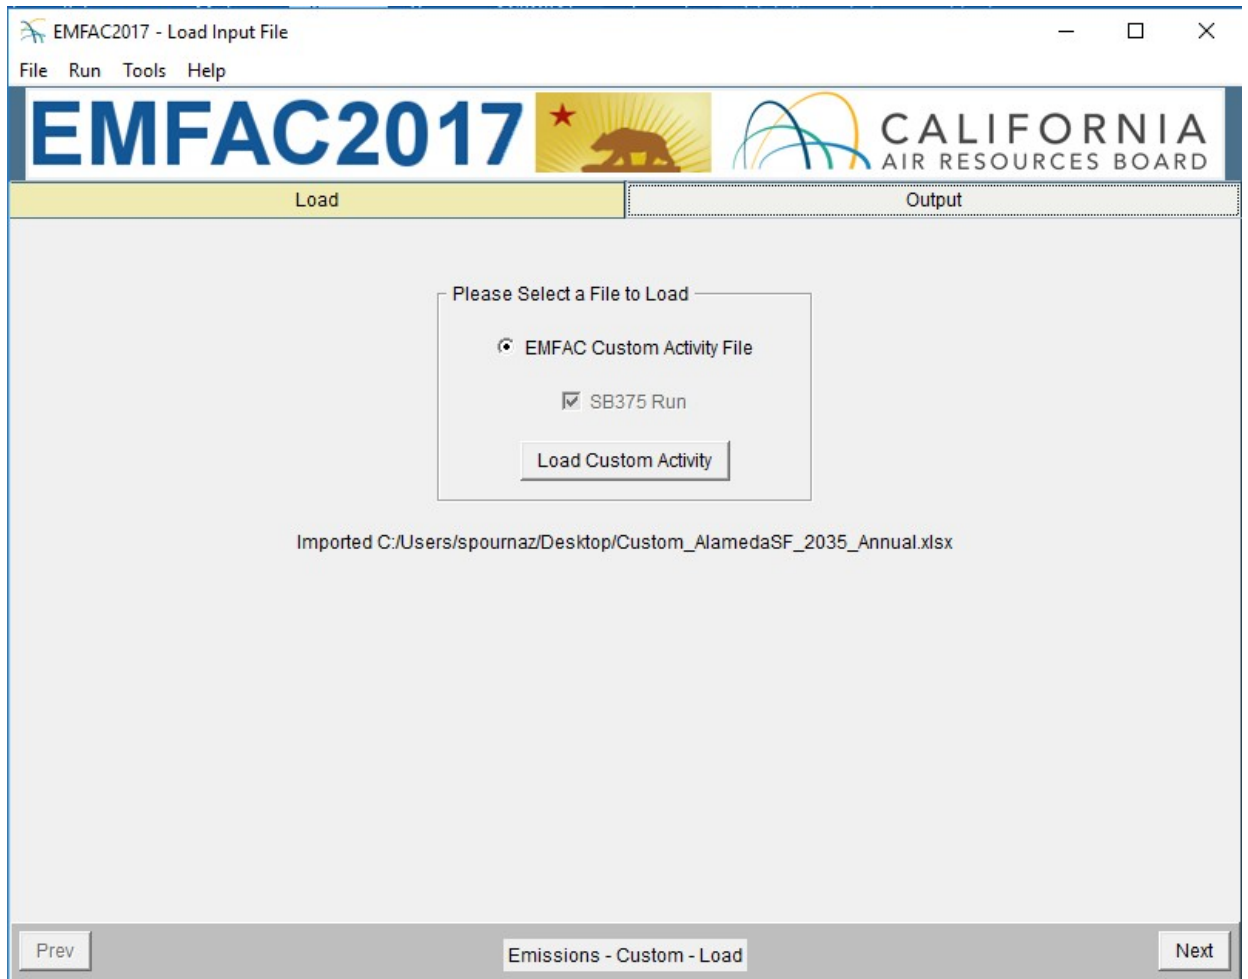 EMFAC2017 - Load Input File
File Run Tools Help
EMFAC2017
CALIFORNIA
AIR RESOURCES BOARD
Load Output
Please Select a File to Load
EMFAC Custom Activity File
SB375 Run
Load Custom Activity
Imported C:/Users/spournaz/Desktop/Custom_AlamedaSF_2035_Annual.xlsx
Prev Emissions - Custom - Load Next